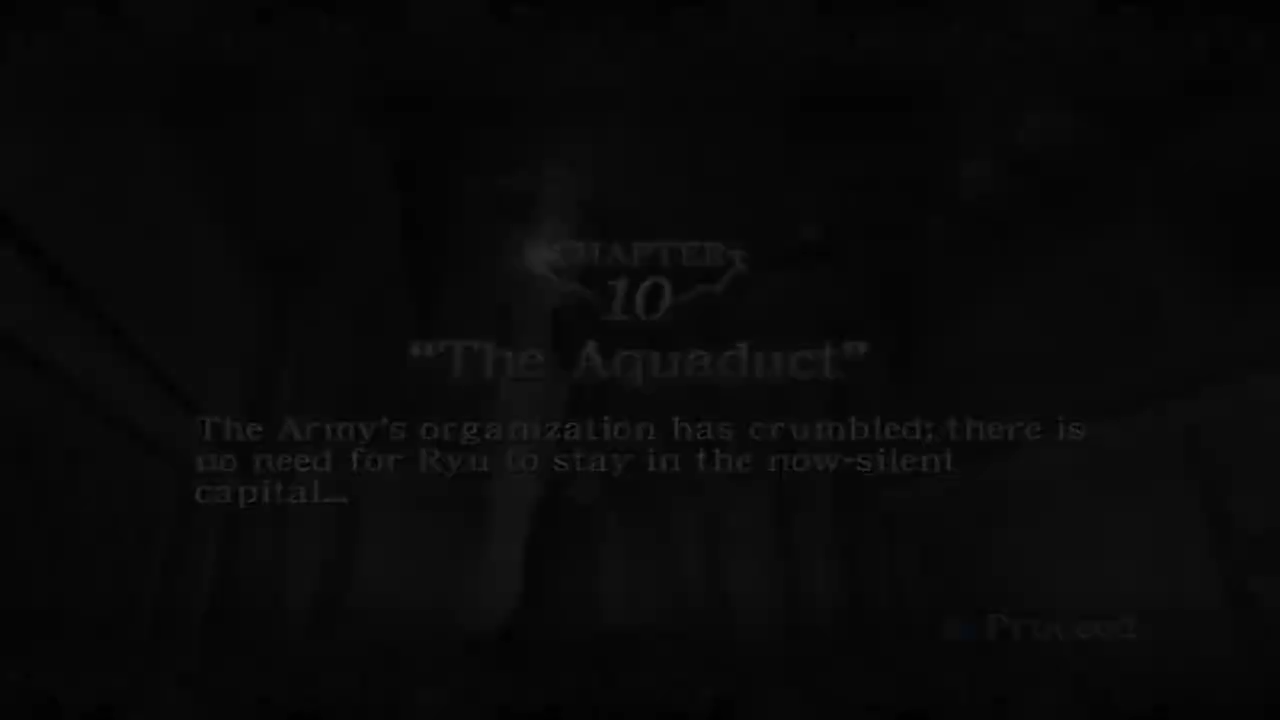 CHAPTER
10
“The Aquaduct”
The Army's organization has crumbled; there is
no need for Ryu to stay in the now-silent
capital...
Proceed